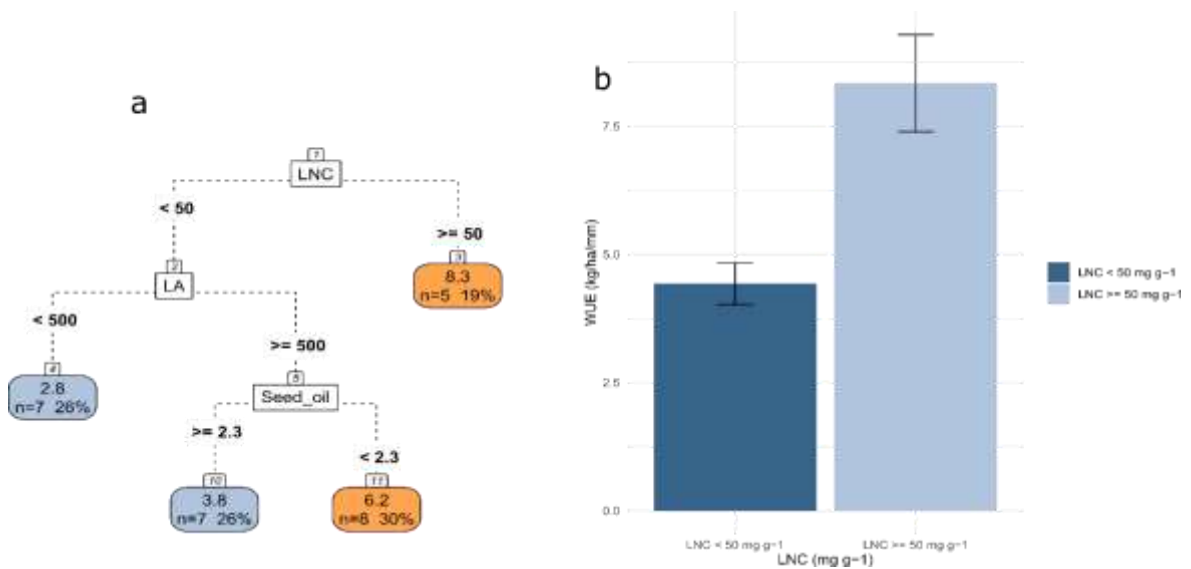 a
1
LNC
< 50
>= 50
2
LA
3
8.3
n=5 19%
< 500
>= 500
4
2.8
n=7 26%
5
Seed_oil
>= 2.3
< 2.3
10
3.8
n=7 26%
11
6.2
n=8 30%
b
WUE (kg/ha/mm)
7.5
5.0
2.5
0.0
LNC < 50 mg g−1
LNC >= 50 mg g−1
LNC (mg g−1)
LNC < 50 mg g−1
LNC >= 50 mg g−1